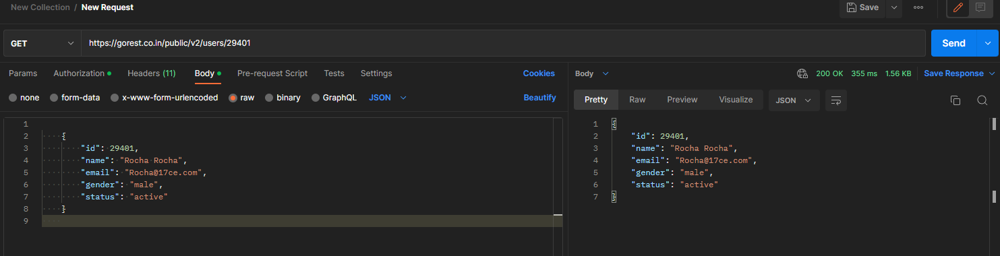 New Collection / New Request
Save
GET https://gorest.co.in/public/v2/users/29401
Send
Params Authorization Headers (11) Body Pre-request Script Tests Settings Cookies
none form-data x-www-form-urlencoded raw binary GraphQL JSON Beautify
1
2 {
3 "id": 29401,
4 "name": "Rocha Rocha",
5 "email": "Rocha@17ce.com",
6 "gender": "male",
7 "status": "active"
8 }
9
Body 200 OK 355 ms 1.56 KB Save Response
Pretty Raw Preview Visualize JSON
1 {
2 "id": 29401,
3 "name": "Rocha Rocha",
4 "email": "Rocha@17ce.com",
5 "gender": "male",
6 "status": "active"
7 }